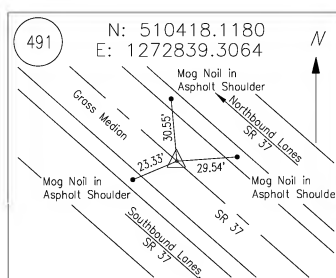 491
N: 510418.1180
E: 1272839.3064
N
Mog Noil in
Asphalt Shoulder
Grass Median
30.55'
Northbound Lanes
SR 37
23.33'
29.54'
Mog Noil in
Asphalt Shoulder
Mog Noil in
Asphalt Shoulde
SR 37
Southbound Lanes
SR 37